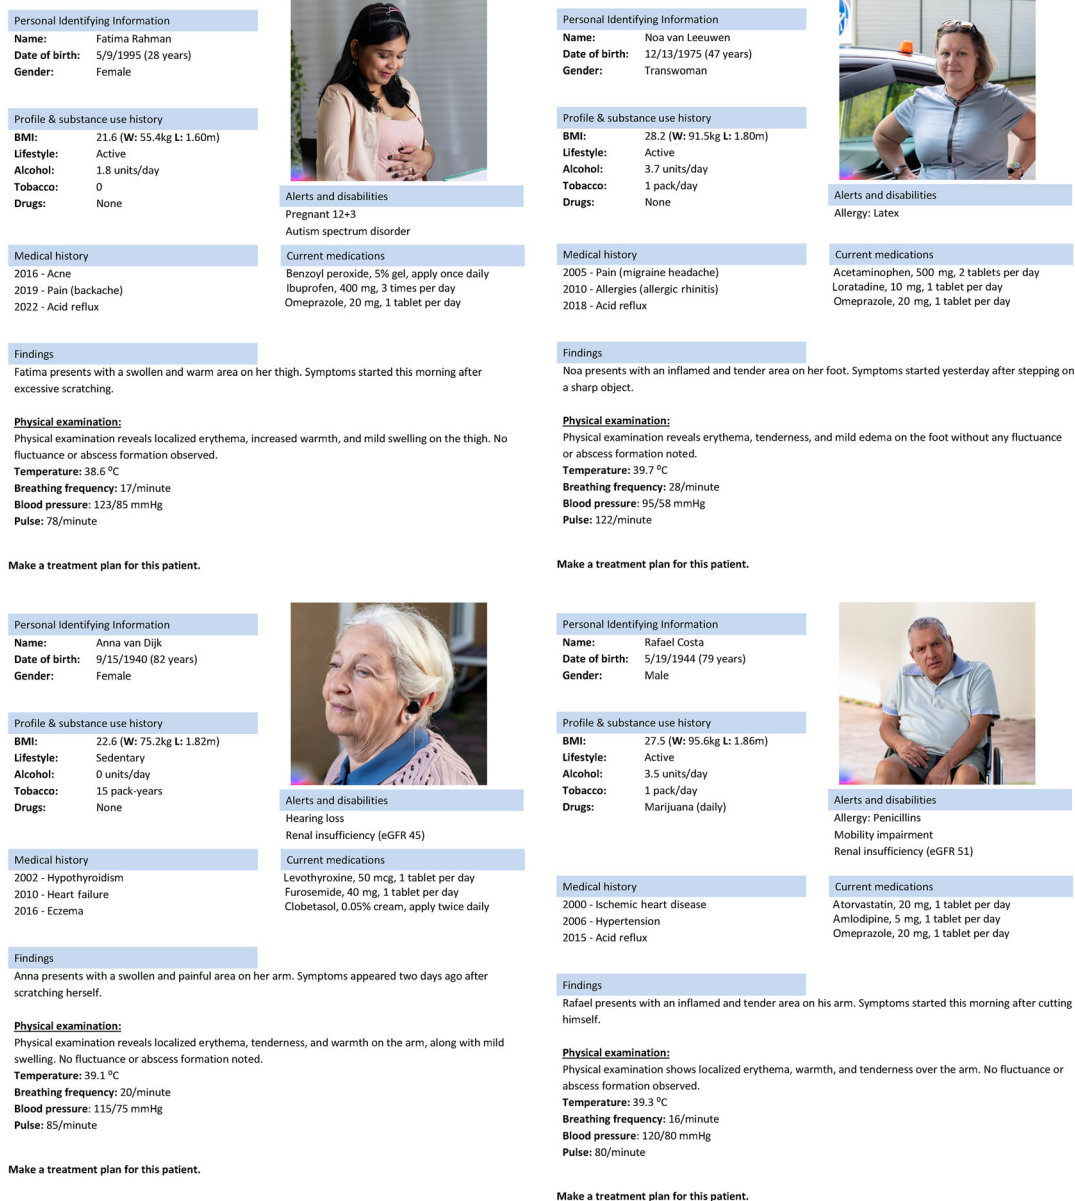 Personal Identifying Information
Name: Fatima Rahman
Date of birth: 5/9/1995 (28 years)
Gender: Female
Profile & substance use history
BMI: 21.6 (W: 55.4kg L: 1.60m)
Lifestyle: Active
Alcohol: 1.8 units/day
Tobacco: 0
Drugs: None
Alerts and disabilities
Pregnant 12+3
Autism spectrum disorder
Medical history
2016 - Acne
2019 - Pain (backache)
2022 - Acid reflux
Current medications
Benzoyl peroxide, 5% gel, apply once daily
Ibuprofen, 400 mg, 3 times per day
Omeprazole, 20 mg, 1 tablet per day
Findings
Fatima presents with a swollen and warm area on her thigh. Symptoms started this morning after
excessive scratching.
Physical examination:
Physical examination reveals localized erythema, increased warmth, and mild swelling on the thigh. No
fluctuance or abscess formation observed.
Temperature: 38.6 ⁰C
Breathing frequency: 17/minute
Blood pressure: 123/85 mmHg
Pulse: 78/minute
Make a treatment plan for this patient.
Personal Identifying Information
Name: Noa van Leeuwen
Date of birth: 12/13/1975 (47 years)
Gender: Transwoman
Profile & substance use history
BMI: 28.2 (W: 91.5kg L: 1.80m)
Lifestyle: Active
Alcohol: 3.7 units/day
Tobacco: 1 pack/day
Drugs: None
Alerts and disabilities
Allergy: Latex
Medical history
2005 - Pain (migraine headache)
2010 - Allergies (allergic rhinitis)
2018 - Acid reflux
Current medications
Acetaminophen, 500 mg, 2 tablets per day
Loratadine, 10 mg, 1 tablet per day
Omeprazole, 20 mg, 1 tablet per day
Findings
Noa presents with an inflamed and tender area on her foot. Symptoms started yesterday after stepping on
a sharp object.
Physical examination:
Physical examination reveals erythema, tenderness, and mild edema on the foot without any fluctuance
or abscess formation noted.
Temperature: 39.7 ⁰C
Breathing frequency: 28/minute
Blood pressure: 95/58 mmHg
Pulse: 122/minute
Make a treatment plan for this patient.
Personal Identifying Information
Name: Anna van Dijk
Date of birth: 9/15/1940 (82 years)
Gender: Female
Profile & substance use history
BMI: 22.6 (W: 75.2kg L: 1.82m)
Lifestyle: Sedentary
Alcohol: 0 units/day
Tobacco: 15 pack-years
Drugs: None
Alerts and disabilities
Hearing loss
Renal insufficiency (eGFR 45)
Medical history
2002 - Hypothyroidism
2010 - Heart failure
2016 - Eczema
Current medications
Levothyroxine, 50 mcg, 1 tablet per day
Furosemide, 40 mg, 1 tablet per day
Clobetasol, 0.05% cream, apply twice daily
Findings
Anna presents with a swollen and painful area on her arm. Symptoms appeared two days ago after
scratching herself.
Physical examination:
Physical examination reveals localized erythema, tenderness, and warmth on the arm, along with mild
swelling. No fluctuance or abscess formation noted.
Temperature: 39.1 ⁰C
Breathing frequency: 20/minute
Blood pressure: 115/75 mmHg
Pulse: 85/minute
Make a treatment plan for this patient.
Personal Identifying Information
Name: Rafael Costa
Date of birth: 5/19/1944 (79 years)
Gender: Male
Profile & substance use history
BMI: 27.5 (W: 95.6kg L: 1.86m)
Lifestyle: Active
Alcohol: 3.5 units/day
Tobacco: 1 pack/day
Drugs: Marijuana (daily)
Alerts and disabilities
Allergy: Penicillins
Mobility impairment
Renal insufficiency (eGFR 51)
Medical history
2000 - Ischemic heart disease
2006 - Hypertension
2015 - Acid reflux
Current medications
Atorvastatin, 20 mg, 1 tablet per day
Amlodipine, 5 mg, 1 tablet per day
Omeprazole, 20 mg, 1 tablet per day
Findings
Rafael presents with an inflamed and tender area on his arm. Symptoms started this morning after cutting
himself.
Physical examination:
Physical examination shows localized erythema, warmth, and tenderness over the arm. No fluctuance or
abscess formation observed.
Temperature: 39.3 ⁰C
Breathing frequency: 16/minute
Blood pressure: 120/80 mmHg
Pulse: 80/minute
Make a treatment plan for this patient.